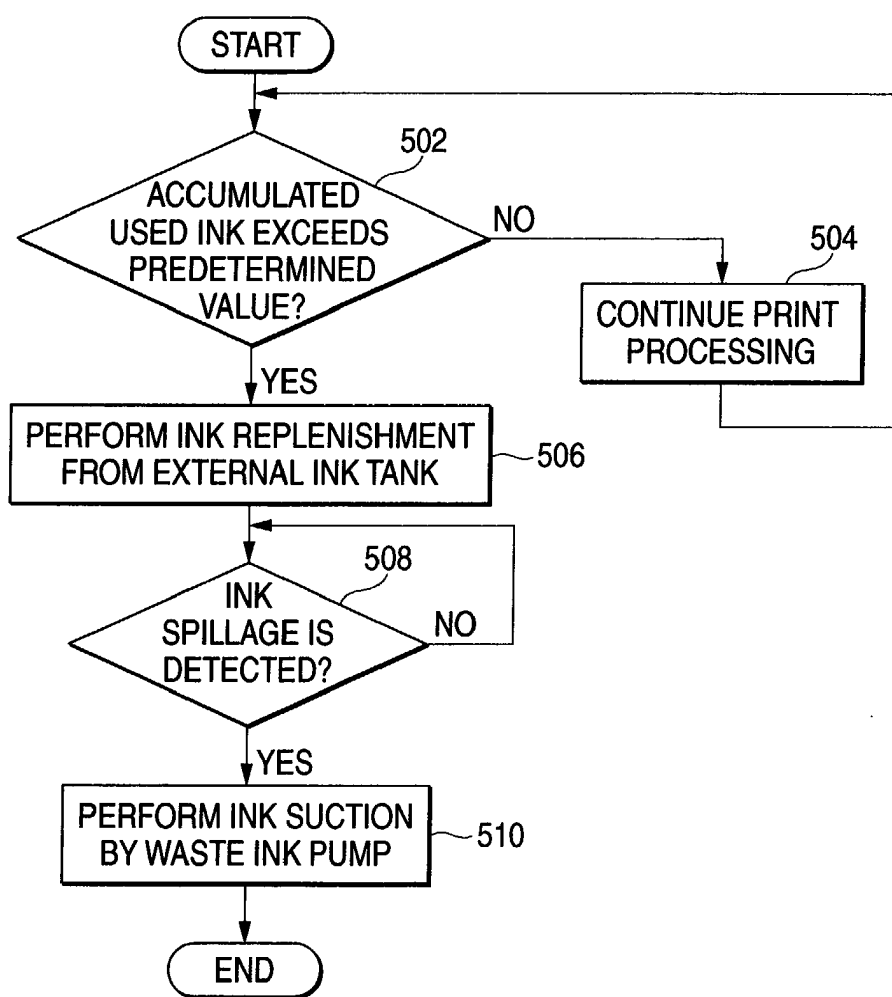 START
502
ACCUMULATED
USED INK EXCEEDS
PREDETERMINED
VALUE?
NO
504
CONTINUE PRINT
PROCESSING
YES
PERFORM INK REPLENISHMENT
FROM EXTERNAL INK TANK
506
508
INK
SPILLAGE IS
DETECTED?
NO
YES
PERFORM INK SUCTION
BY WASTE INK PUMP
510
END